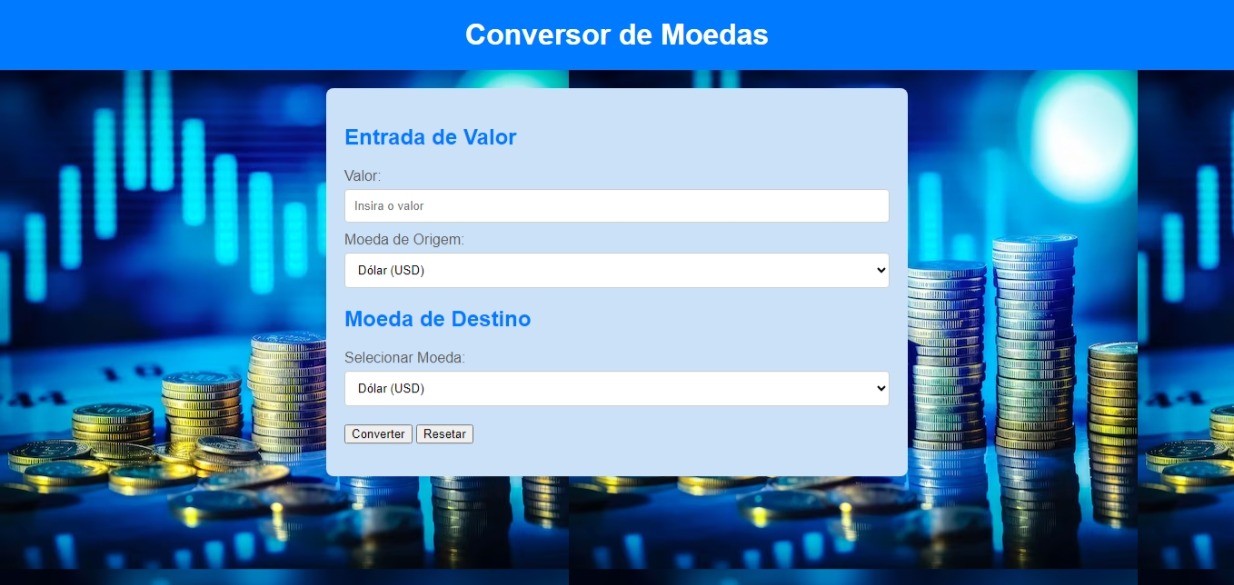 Conversor de Moedas
Entrada de Valor
Valor:
Insira o valor
Moeda de Origem:
Dólar (USD)
Moeda de Destino
Selecionar Moeda:
Dólar (USD)
Converter Resetar